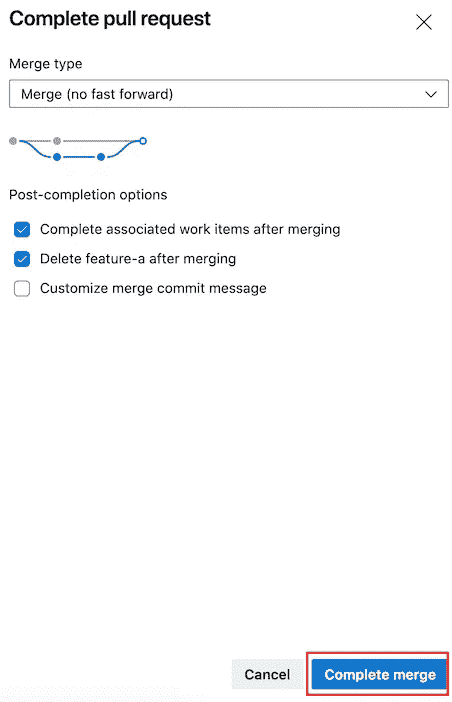 Complete pull request
Merge type
Merge (no fast forward)
Post-completion options
Complete associated work items after merging
Delete feature-a after merging
Customize merge commit message
Cancel
Complete merge